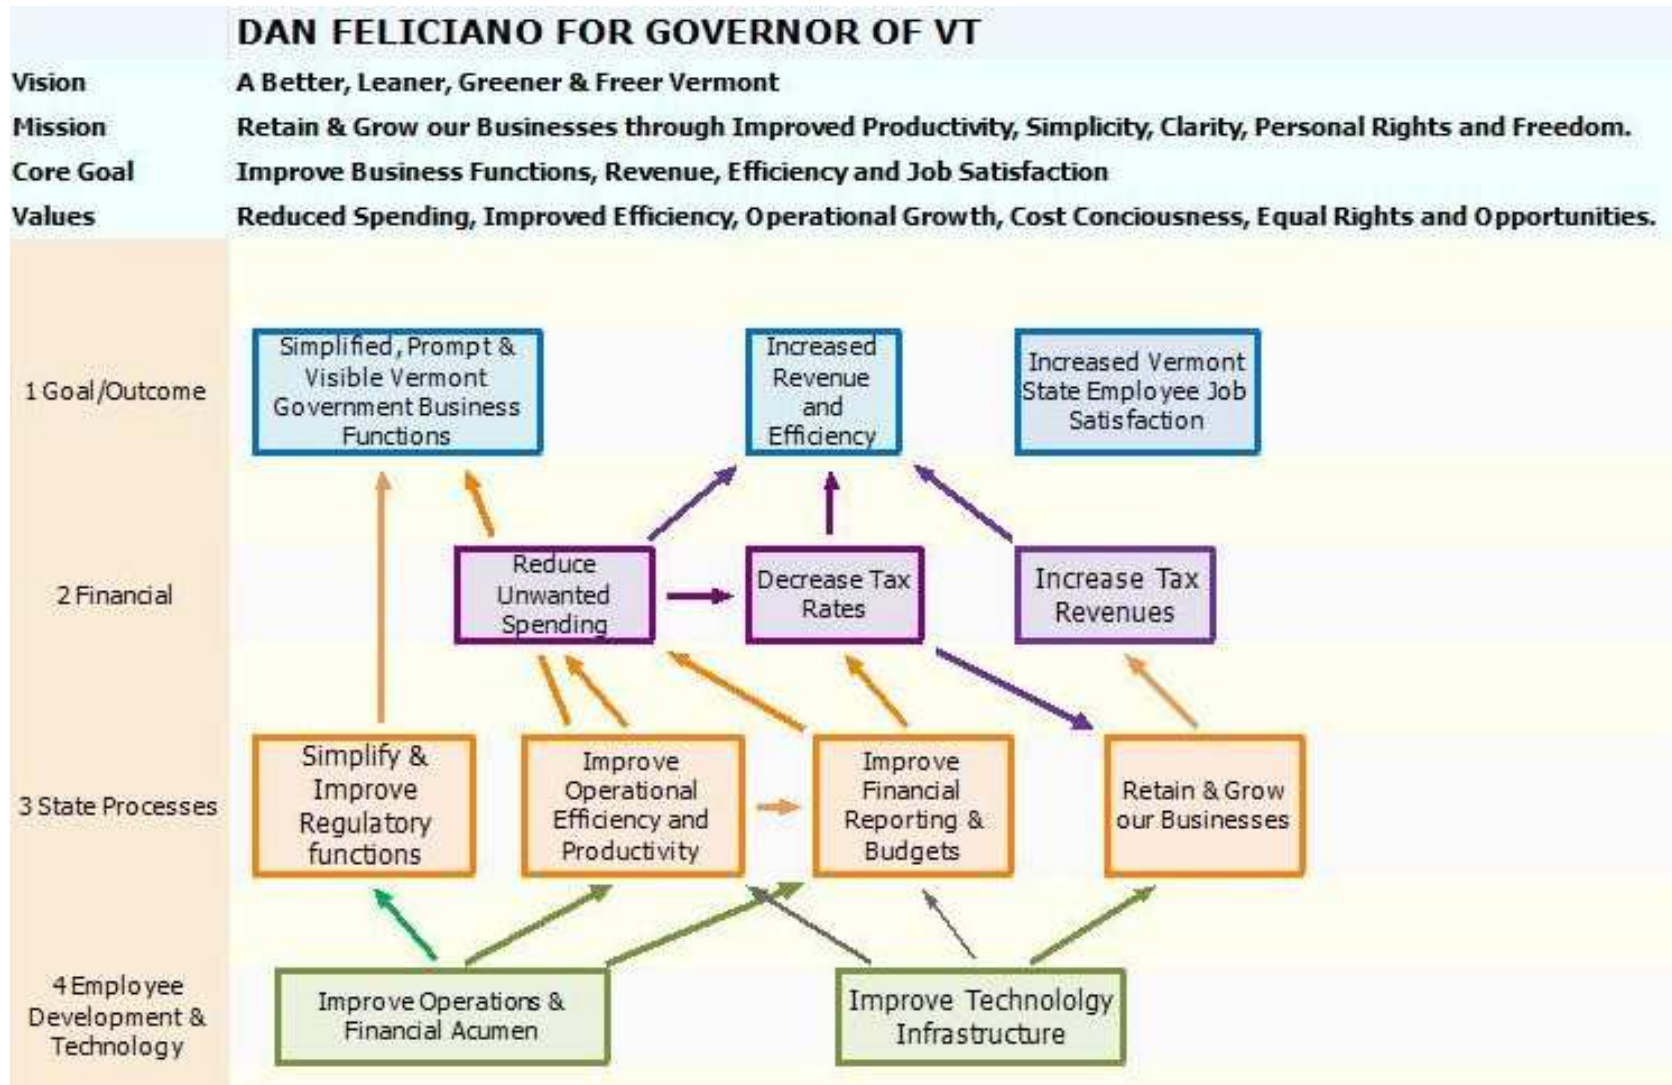 DAN FELICIANO FOR GOVERNOR OF VT
Vision A Better, Leaner, Greener & Freer Vermont
Mission Retain & Grow our Businesses through Improved Productivity, Simplicity, Clarity, Personal Rights and Freedom.
Core Goal Improve Business Functions, Revenue, Efficiency and Job Satisfaction
Values Reduced Spending, Improved Efficiency, Operational Growth, Cost Conciousness, Equal Rights and Opportunities.
1 Goal/Outcome
Simplified, Prompt &
Visible Vermont
Government Business
Functions
Increased
Revenue
and
Efficiency
Increased Vermont
State Employee Job
Satisfaction
2 Financial
Reduce
Unwanted
Spending
Decrease Tax
Rates
Increase Tax
Revenues
3 State Processes
Simplify &
Improve
Regulatory
functions
Improve
Operational
Efficiency and
Productivity
Improve
Financial
Reporting &
Budgets
Retain & Grow
our Businesses
4 Employee
Development &
Technology
Improve Operations &
Financial Acumen
Improve Technololgy
Infrastructure